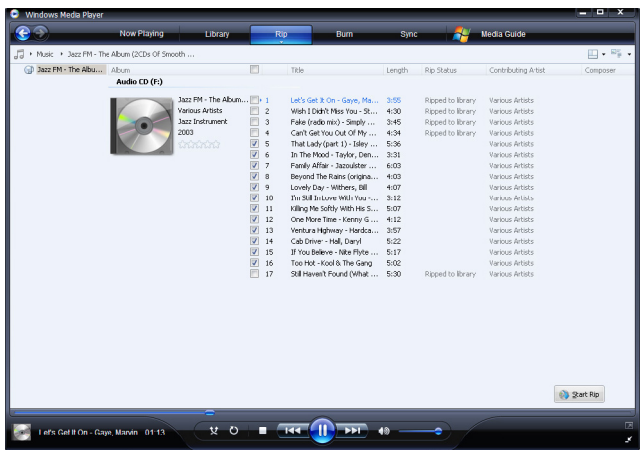 Windows Media Player
Now Playing Library Rip Burn Sync Media Guide
Music Jazz FM - The Album (2CDs Of Smooth ...
Jazz FM - The Albu... Album Title Length Rip Status Contributing Artist Composer
Audio CD (F:)
Jazz FM - The Album...
Various Artists
Jazz Instrument
2003
1 Let's Get It On - Gaye, Ma... 3:55 Ripped to library Various Artists
2 Wish I Didn't Miss You - St... 4:30 Ripped to library Various Artists
3 Fake (radio mix) - Simply ... 3:45 Ripped to library Various Artists
4 Can't Get You Out Of My ... 4:34 Ripped to library Various Artists
5 That Lady (part 1) - Isley ... 5:36 Various Artists
6 In The Mood - Taylor, Den... 3:31 Various Artists
7 Family Affair - Jazoulster ... 6:03 Various Artists
8 Beyond The Rains (origina... 4:03 Various Artists
9 Lovely Day - Withers, Bill 4:07 Various Artists
10 I'm Still In Love With You -... 3:12 Various Artists
11 Killing Me Softly With His S... 5:07 Various Artists
12 One More Time - Kenny G ... 4:12 Various Artists
13 Ventura Highway - Hardca... 3:57 Various Artists
14 Cab Driver - Hall, Daryl 5:22 Various Artists
15 If You Believe - Nite Flyte ... 5:17 Various Artists
16 Too Hot - Kool & The Gang 5:02 Various Artists
17 Still Haven't Found (What ... 5:30 Ripped to library Various Artists
Start Rip
Let's Get It On - Gaye, Marvin 01:13